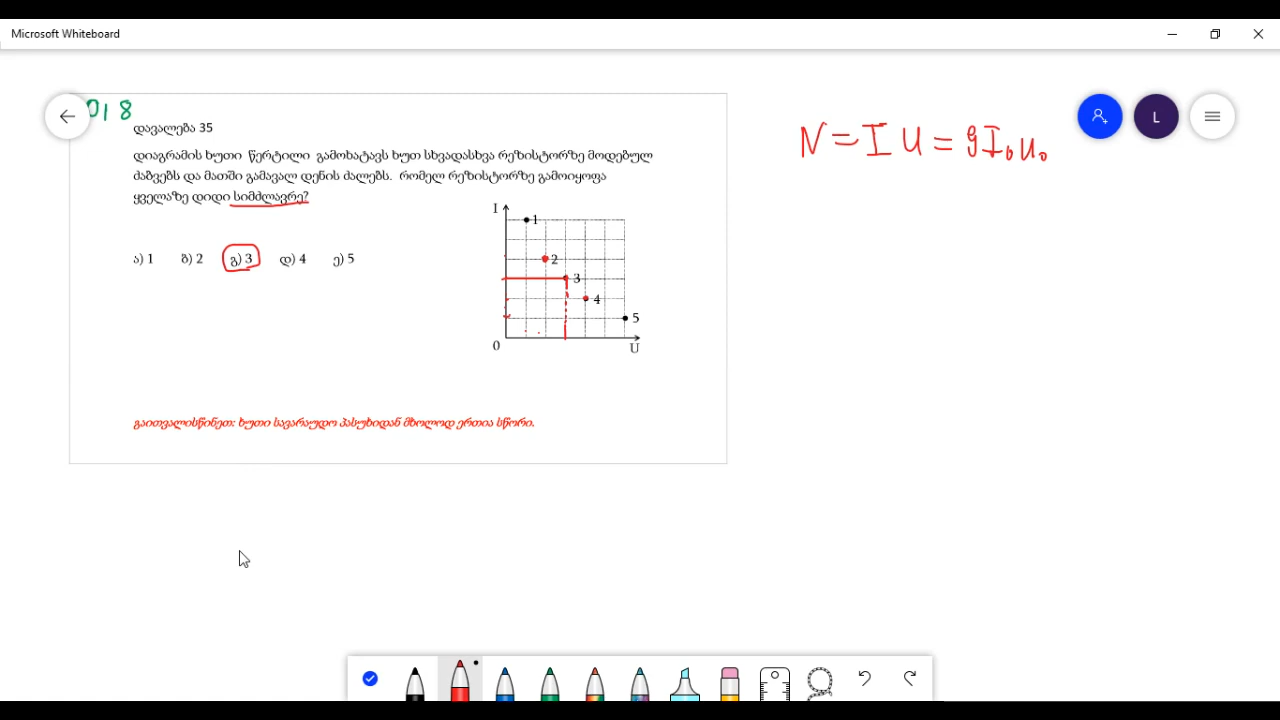 Microsoft Whiteboard
018
დავალება 35
დიაგრამის ხუთი წერტილი გამოხატავს ხუთ სხვადასხვა რეზისტორზე მოდებულ
ძაბვებს და მათში გამავალ დენის ძალებს. რომელ რეზისტორზე გამოიყოფა
ყველაზე დიდი სიმძლავრე?
ა) 1 ბ) 2 გ) 3 დ) 4 ე) 5
I
1
2
3
4
5
0
U
N = I U = 9 I₀ U₀
L
გაითვალისწინეთ: ხუთი სავარაუდო პასუხიდან მხოლოდ ერთია სწორი.